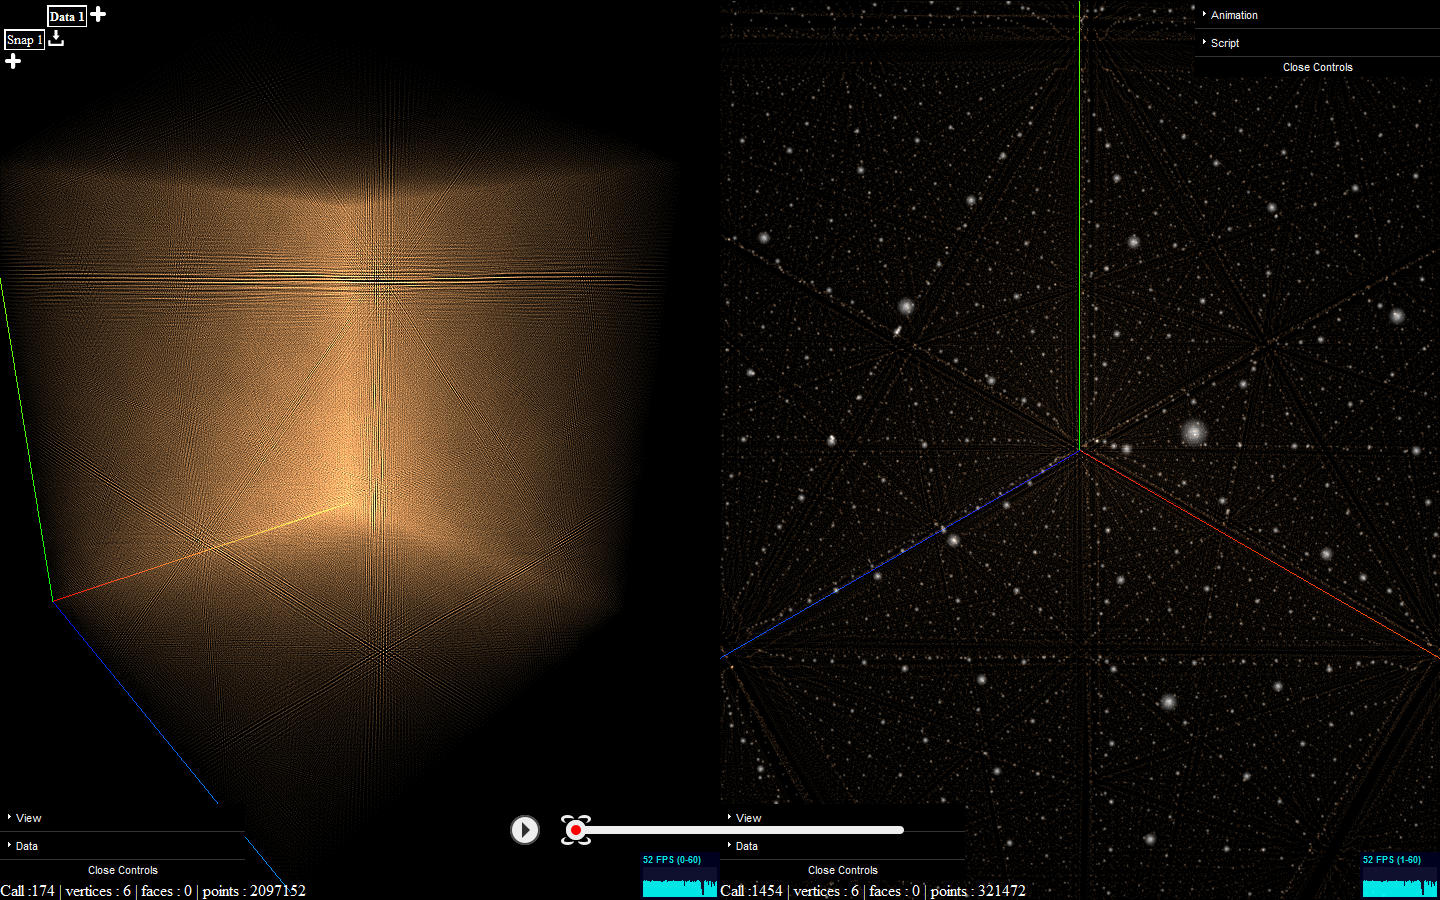 Data 1
Snap 1
Animation
Script
Close Controls
View
Data
Close Controls
52 FPS (0-60)
Call :174 | vertices : 6 | faces : 0 | points : 2097152
View
Data
Close Controls
52 FPS (1-60)
Call :1454 | vertices : 6 | faces : 0 | points : 321472